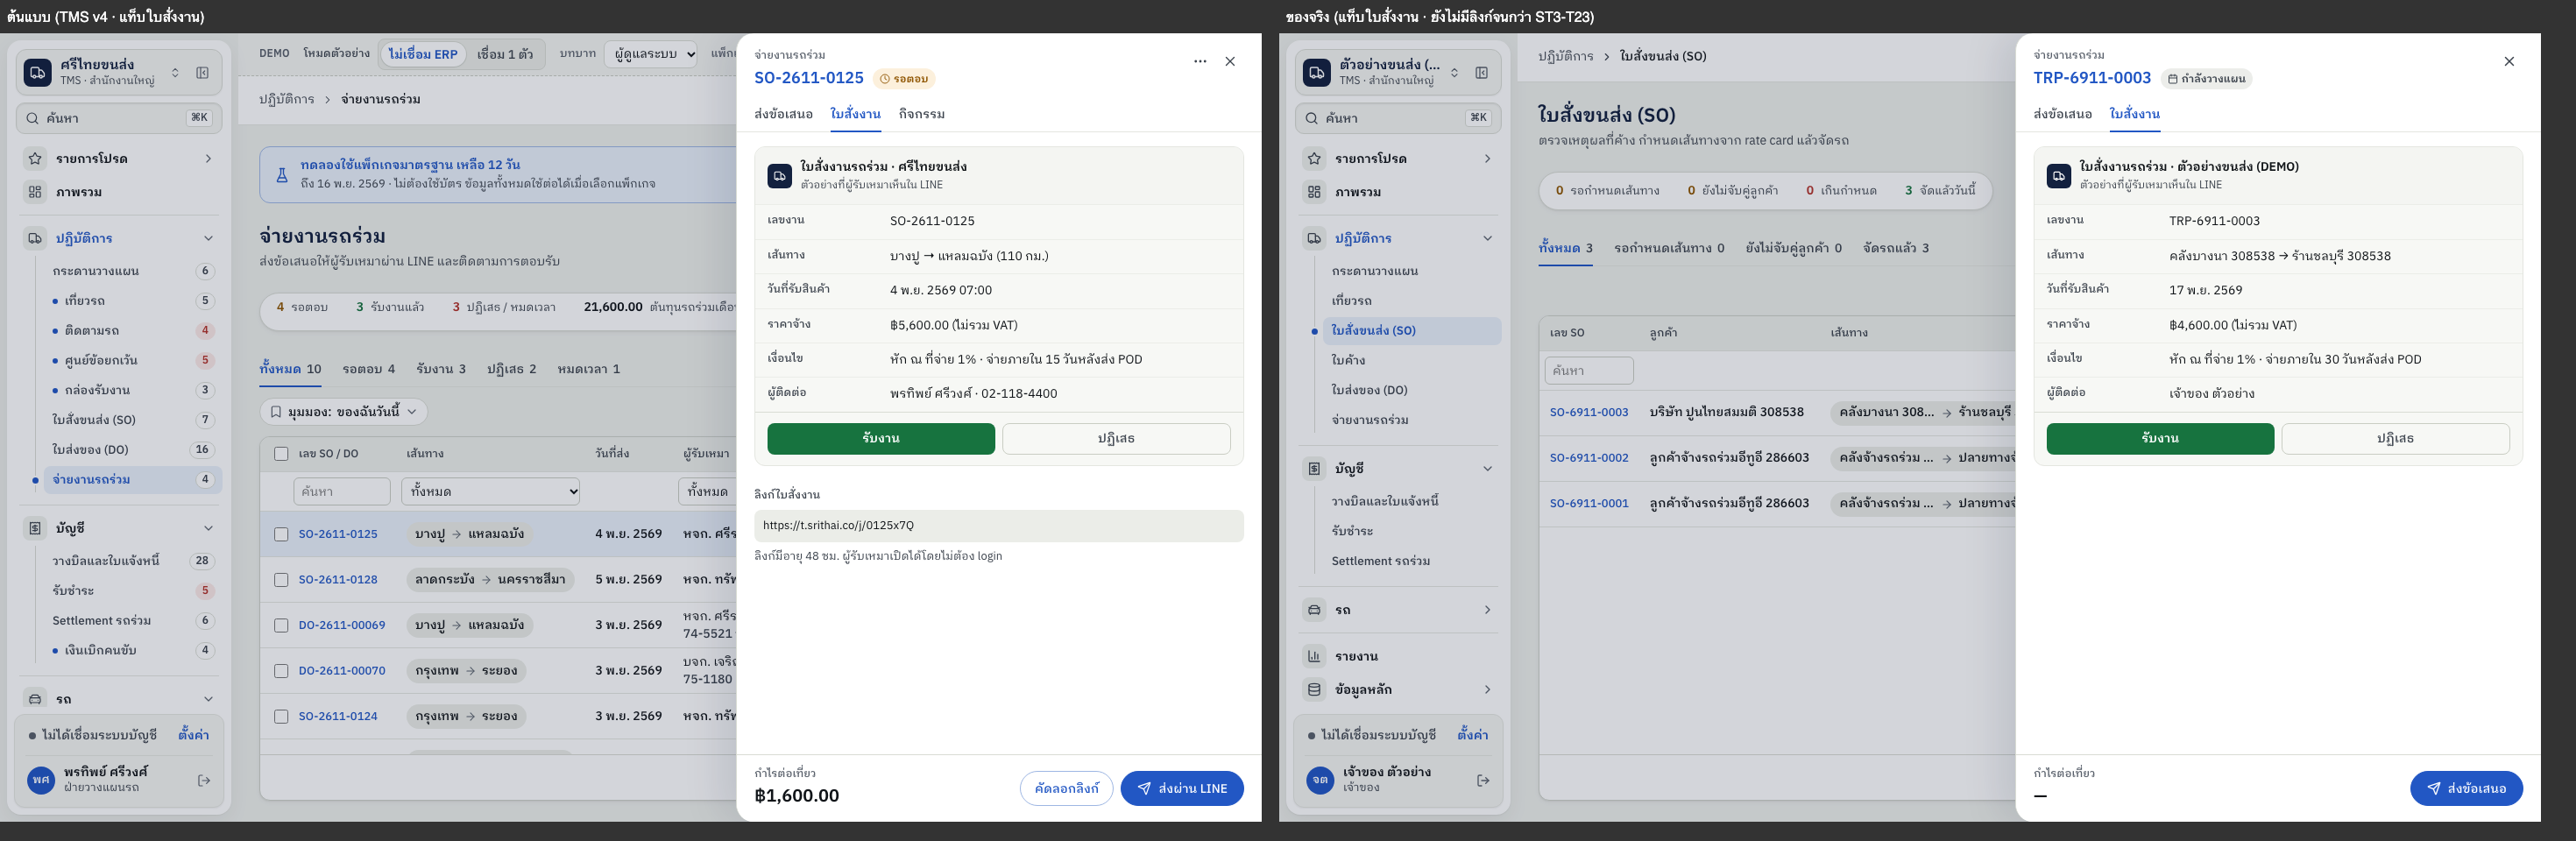 ต้นแบบ (TMS v4 · แท็บใบสั่งงาน)
ศรีไทยขนส่ง
TMS · สำนักงานใหญ่
ค้นหา
⌘K
รายการโปรด
ภาพรวม
ปฏิบัติการ
กระดานวางแผน 6
เที่ยวรถ 5
ติดตามรถ 4
ศูนย์ข้อยกเว้น 5
กล่องรับงาน 3
ใบสั่งขนส่ง (SO) 7
ใบส่งของ (DO) 16
จ่ายงานรถร่วม 4
บัญชี
วางบิลและใบแจ้งหนี้ 28
รับชำระ 5
Settlement รถร่วม 6
เงินเบิกคนขับ 4
รถ
ไม่ได้เชื่อมระบบบัญชี ตั้งค่า
พศ
พรทิพย์ ศรีวงศ์
ฝ่ายวางแผนรถ
DEMO โหมดตัวอย่าง ไม่เชื่อม ERP เชื่อม 1 ตัว บทบาท ผู้ดูแลระบบ
ปฏิบัติการ > จ่ายงานรถร่วม
ทดลองใช้แพ็กเกจมาตรฐาน เหลือ 12 วัน
ถึง 16 พ.ย. 2569 · ไม่ต้องใช้บัตร ข้อมูลทั้งหมดใช้ต่อได้เมื่อเลือกแพ็กเกจ
จ่ายงานรถร่วม
ส่งข้อเสนอให้ผู้รับเหมาผ่าน LINE และติดตามการตอบรับ
4 รอตอบ 3 รับงานแล้ว 3 ปฏิเสธ / หมดเวลา 21,600.00 ต้นทุนรถร่วมเดือน
ทั้งหมด 10 รอตอบ 4 รับงาน 3 ปฏิเสธ 2 หมดเวลา 1
มุมมอง: ของฉันวันนี้
เลข SO / DO เส้นทาง วันที่ส่ง ผู้รับเหมา
ค้นหา ทั้งหมด ทั้งหมด
SO-2611-0125 บางปู → แหลมฉบัง 4 พ.ย. 2569 หจก. ศรีร
SO-2611-0128 ลาดกระบัง → นครราชสีมา 5 พ.ย. 2569 หจก. ทรัพ
DO-2611-00069 บางปู → แหลมฉบัง 3 พ.ย. 2569 หจก. ศรีร
74-5521
DO-2611-00070 กรุงเทพ → ระยอง 3 พ.ย. 2569 บจก. เจริญ
75-1180
SO-2611-0124 กรุงเทพ → ระยอง 3 พ.ย. 2569 หจก. ทรัพ
จ่ายงานรถร่วม
SO-2611-0125 รอตอบ
ส่งข้อเสนอ ใบสั่งงาน กิจกรรม
ใบสั่งงานรถร่วม · ศรีไทยขนส่ง
ตัวอย่างที่ผู้รับเหมาเห็นใน LINE
เลขงาน SO-2611-0125
เส้นทาง บางปู → แหลมฉบัง (110 กม.)
วันที่รับสินค้า 4 พ.ย. 2569 07:00
ราคาจ้าง ฿5,600.00 (ไม่รวม VAT)
เงื่อนไข หัก ณ ที่จ่าย 1% · จ่ายภายใน 15 วันหลังส่ง POD
ผู้ติดต่อ พรทิพย์ ศรีวงศ์ · 02-118-4400
รับงาน ปฏิเสธ
ลิงก์ใบสั่งงาน
https://t.srithai.co/j/0125x7Q
ลิงก์มีอายุ 48 ชม. ผู้รับเหมาเปิดได้โดยไม่ต้อง login
กำไรต่อเที่ยว
฿1,600.00
คัดลอกลิงก์ ส่งผ่าน LINE
ของจริง (แท็บใบสั่งงาน · ยังไม่มีลิงก์จนกว่า ST3-T23)
ตัวอย่างขนส่ง (...
TMS · สำนักงานใหญ่
ค้นหา
⌘K
รายการโปรด
ภาพรวม
ปฏิบัติการ
กระดานวางแผน
เที่ยวรถ
ใบสั่งขนส่ง (SO)
ใบค้าง
ใบส่งของ (DO)
จ่ายงานรถร่วม
บัญชี
วางบิลและใบแจ้งหนี้
รับชำระ
Settlement รถร่วม
รถ
รายงาน
ข้อมูลหลัก
ไม่ได้เชื่อมระบบบัญชี ตั้งค่า
จต
เจ้าของ ตัวอย่าง
เจ้าของ
ปฏิบัติการ > ใบสั่งขนส่ง (SO)
ใบสั่งขนส่ง (SO)
ตรวจเหตุผลที่ค้าง กำหนดเส้นทางจาก rate card แล้วจัดรถ
0 รอกำหนดเส้นทาง 0 ยังไม่จับคู่ลูกค้า 0 เกินกำหนด 3 จัดแล้ววันนี้
ทั้งหมด 3 รอกำหนดเส้นทาง 0 ยังไม่จับคู่ลูกค้า 0 จัดรถแล้ว 3
เลข SO ลูกค้า เส้นทาง
ค้นหา
SO-6911-0003 บริษัท ปูนไทยสมมติ 308538 คลังบางนา 308... → ร้านชลบุรี
SO-6911-0002 ลูกค้าจ้างรถร่วมอีทูอี 286603 คลังจ้างรถร่วม ... → ปลายทางจ้
SO-6911-0001 ลูกค้าจ้างรถร่วมอีทูอี 286603 คลังจ้างรถร่วม ... → ปลายทางจ้
จ่ายงานรถร่วม
TRP-6911-0003 กำลังวางแผน
ส่งข้อเสนอ ใบสั่งงาน
ใบสั่งงานรถร่วม · ตัวอย่างขนส่ง (DEMO)
ตัวอย่างที่ผู้รับเหมาเห็นใน LINE
เลขงาน TRP-6911-0003
เส้นทาง คลังบางนา 308538 → ร้านชลบุรี 308538
วันที่รับสินค้า 17 พ.ย. 2569
ราคาจ้าง ฿4,600.00 (ไม่รวม VAT)
เงื่อนไข หัก ณ ที่จ่าย 1% · จ่ายภายใน 30 วันหลังส่ง POD
ผู้ติดต่อ เจ้าของ ตัวอย่าง
รับงาน ปฏิเสธ
กำไรต่อเที่ยว
—
ส่งข้อเสนอ